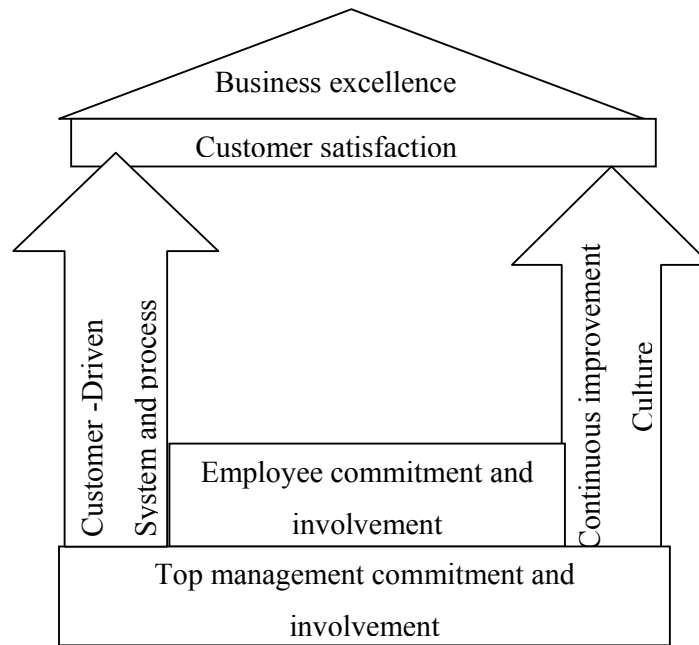 Business excellence
Customer satisfaction
Customer -Driven
System and process
Continuous improvement
Culture
Employee commitment and
involvement
Top management commitment and
involvement